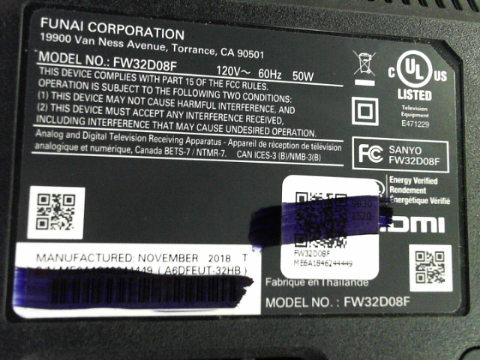 FUNAI CORPORATION
19900 Van Ness Avenue, Torrance, CA 90501
MODEL NO.: FW32D08F 120V~ 60Hz 50W
THIS DEVICE COMPLIES WITH PART 15 OF THE FCC RULES.
OPERATION IS SUBJECT TO THE FOLLOWING TWO CONDITIONS:
(1) THIS DEVICE MAY NOT CAUSE HARMFUL INTERFERENCE, AND
(2) THIS DEVICE MUST ACCEPT ANY INTERFERENCE RECEIVED,
INCLUDING INTERFERENCE THAT MAY CAUSE UNDESIRED OPERATION.
Analog and Digital Television Receiving Apparatus - Appareil de réception de télévision
analogique et numérique, Canada BETS-7 / NTMR-7. CAN ICES-3 (B)/NMB-3(B)
C UL US
LISTED
Television
Equipment
E471229
FC SANYO
FW32D08F
Energy Verified
Rendement
Énergétique Vérifié
HDMI
FW32D08F
ME6A1846244449
MANUFACTURED: NOVEMBER 2018 T
(A6DFEUT-32HB)
Fabriqué en Thaïlande
MODEL NO.: FW32D08F